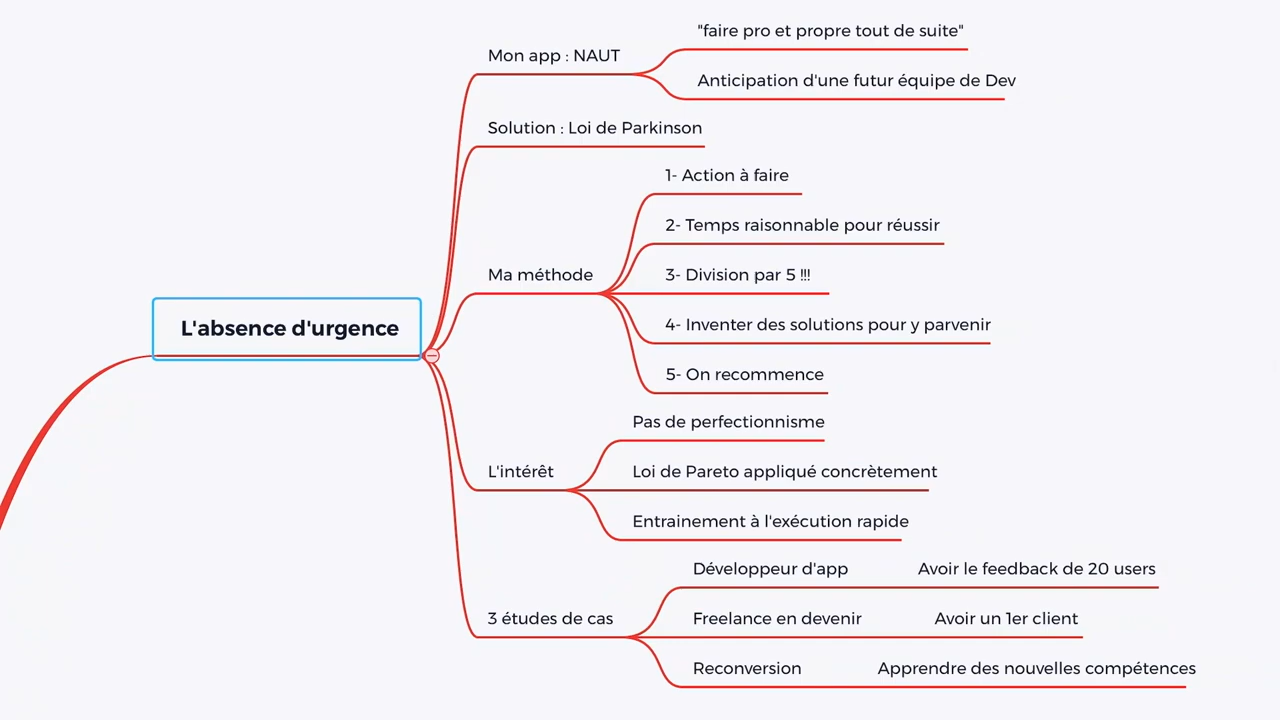 L'absence d'urgence
Mon app : NAUT
"faire pro et propre tout de suite"
Anticipation d'une futur équipe de Dev
Solution : Loi de Parkinson
Ma méthode
1- Action à faire
2- Temps raisonnable pour réussir
3- Division par 5 !!!
4- Inventer des solutions pour y parvenir
5- On recommence
L'intérêt
Pas de perfectionnisme
Loi de Pareto appliqué concrètement
Entrainement à l'exécution rapide
3 études de cas
Développeur d'app
Avoir le feedback de 20 users
Freelance en devenir
Avoir un 1er client
Reconversion
Apprendre des nouvelles compétences